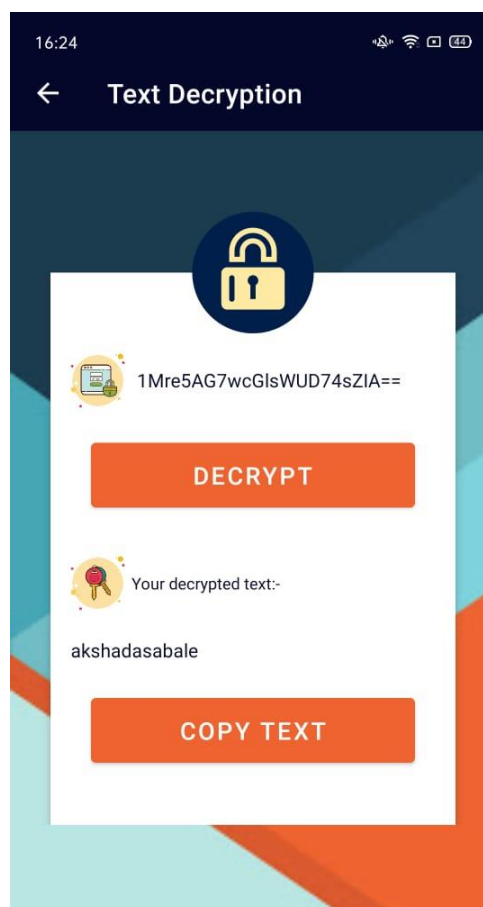 16:24
44
Text Decryption
1Mre5AG7wcGlsWUD74sZIA==
DECRYPT
Your decrypted text:-
akshadasabale
COPY TEXT